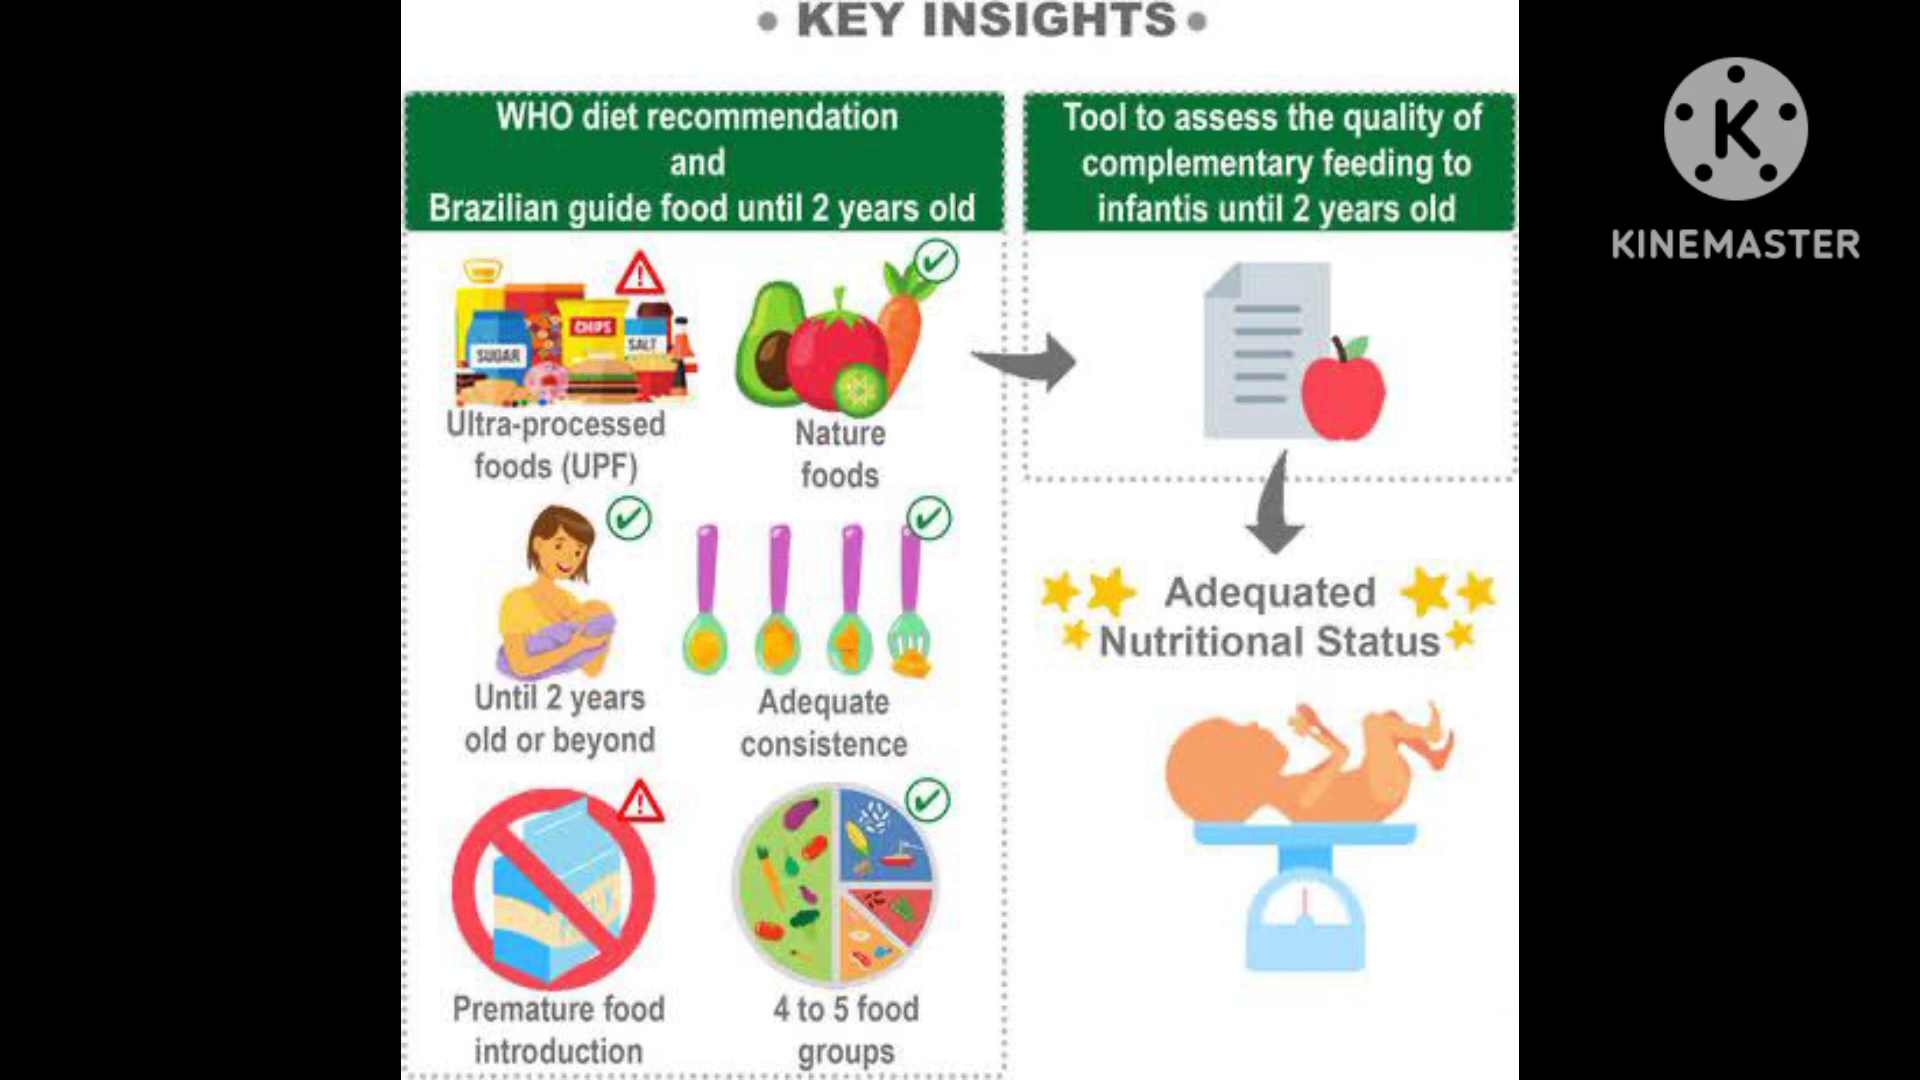 • KEY INSIGHTS •
WHO diet recommendation
and
Brazilian guide food until 2 years old
Tool to assess the quality of
complementary feeding to
infantis until 2 years old
K
KINEMASTER
CHIPS
SUGAR
SALT
Ultra-processed
foods (UPF)
Nature
foods
Until 2 years
old or beyond
Adequate
consistence
Adequated
Nutritional Status
Premature food
introduction
4 to 5 food
groups